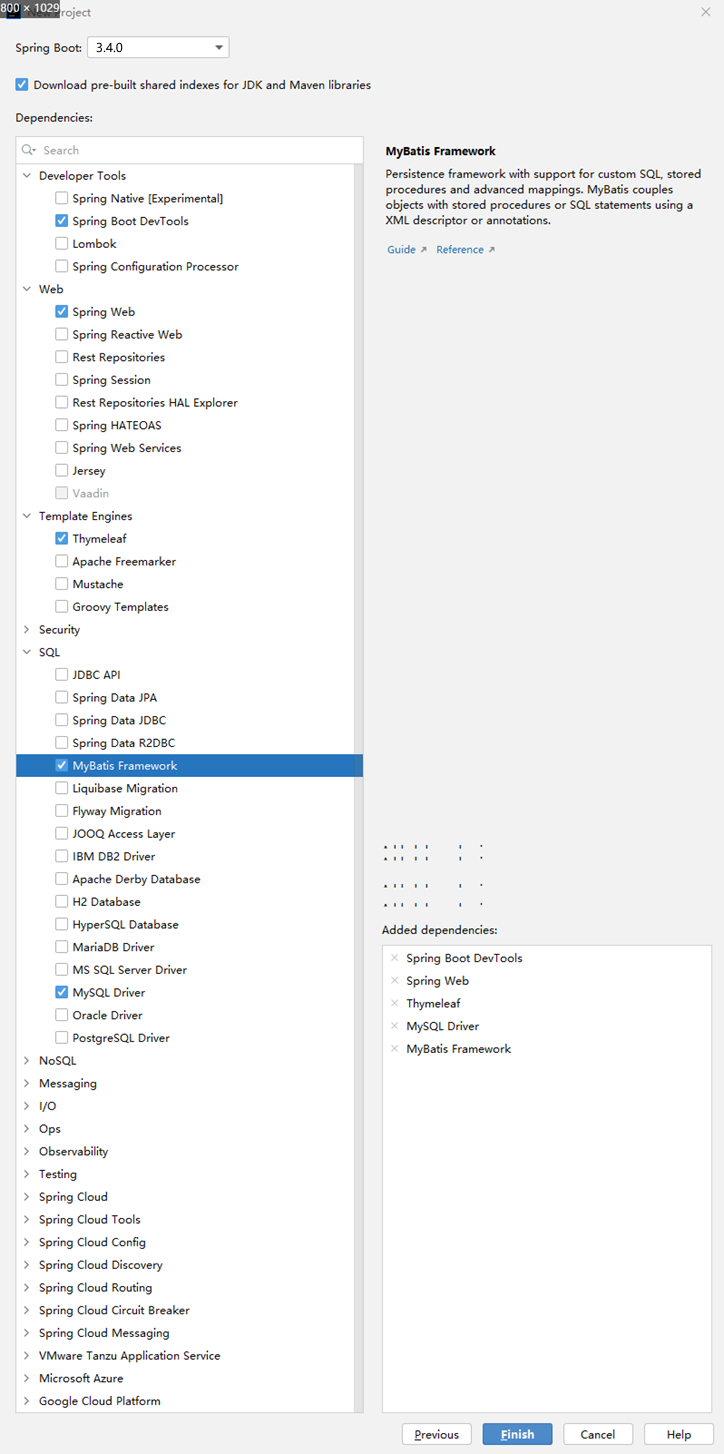 800 × 1029
New Project
Spring Boot: 3.4.0
Download pre-built shared indexes for JDK and Maven libraries
Dependencies:
Search
Developer Tools
Spring Native [Experimental]
Spring Boot DevTools
Lombok
Spring Configuration Processor
Web
Spring Web
Spring Reactive Web
Rest Repositories
Spring Session
Rest Repositories HAL Explorer
Spring HATEOAS
Spring Web Services
Jersey
Vaadin
Template Engines
Thymeleaf
Apache Freemarker
Mustache
Groovy Templates
Security
SQL
JDBC API
Spring Data JPA
Spring Data JDBC
Spring Data R2DBC
MyBatis Framework
Liquibase Migration
Flyway Migration
JOOQ Access Layer
IBM DB2 Driver
Apache Derby Database
H2 Database
HyperSQL Database
MariaDB Driver
MS SQL Server Driver
MySQL Driver
Oracle Driver
PostgreSQL Driver
NoSQL
Messaging
I/O
Ops
Observability
Testing
Spring Cloud
Spring Cloud Tools
Spring Cloud Config
Spring Cloud Discovery
Spring Cloud Routing
Spring Cloud Circuit Breaker
Spring Cloud Messaging
VMware Tanzu Application Service
Microsoft Azure
Google Cloud Platform
MyBatis Framework
Persistence framework with support for custom SQL, stored
procedures and advanced mappings. MyBatis couples
objects with stored procedures or SQL statements using a
XML descriptor or annotations.
Guide Reference
Added dependencies:
Spring Boot DevTools
Spring Web
Thymeleaf
MySQL Driver
MyBatis Framework
Previous Finish Cancel Help